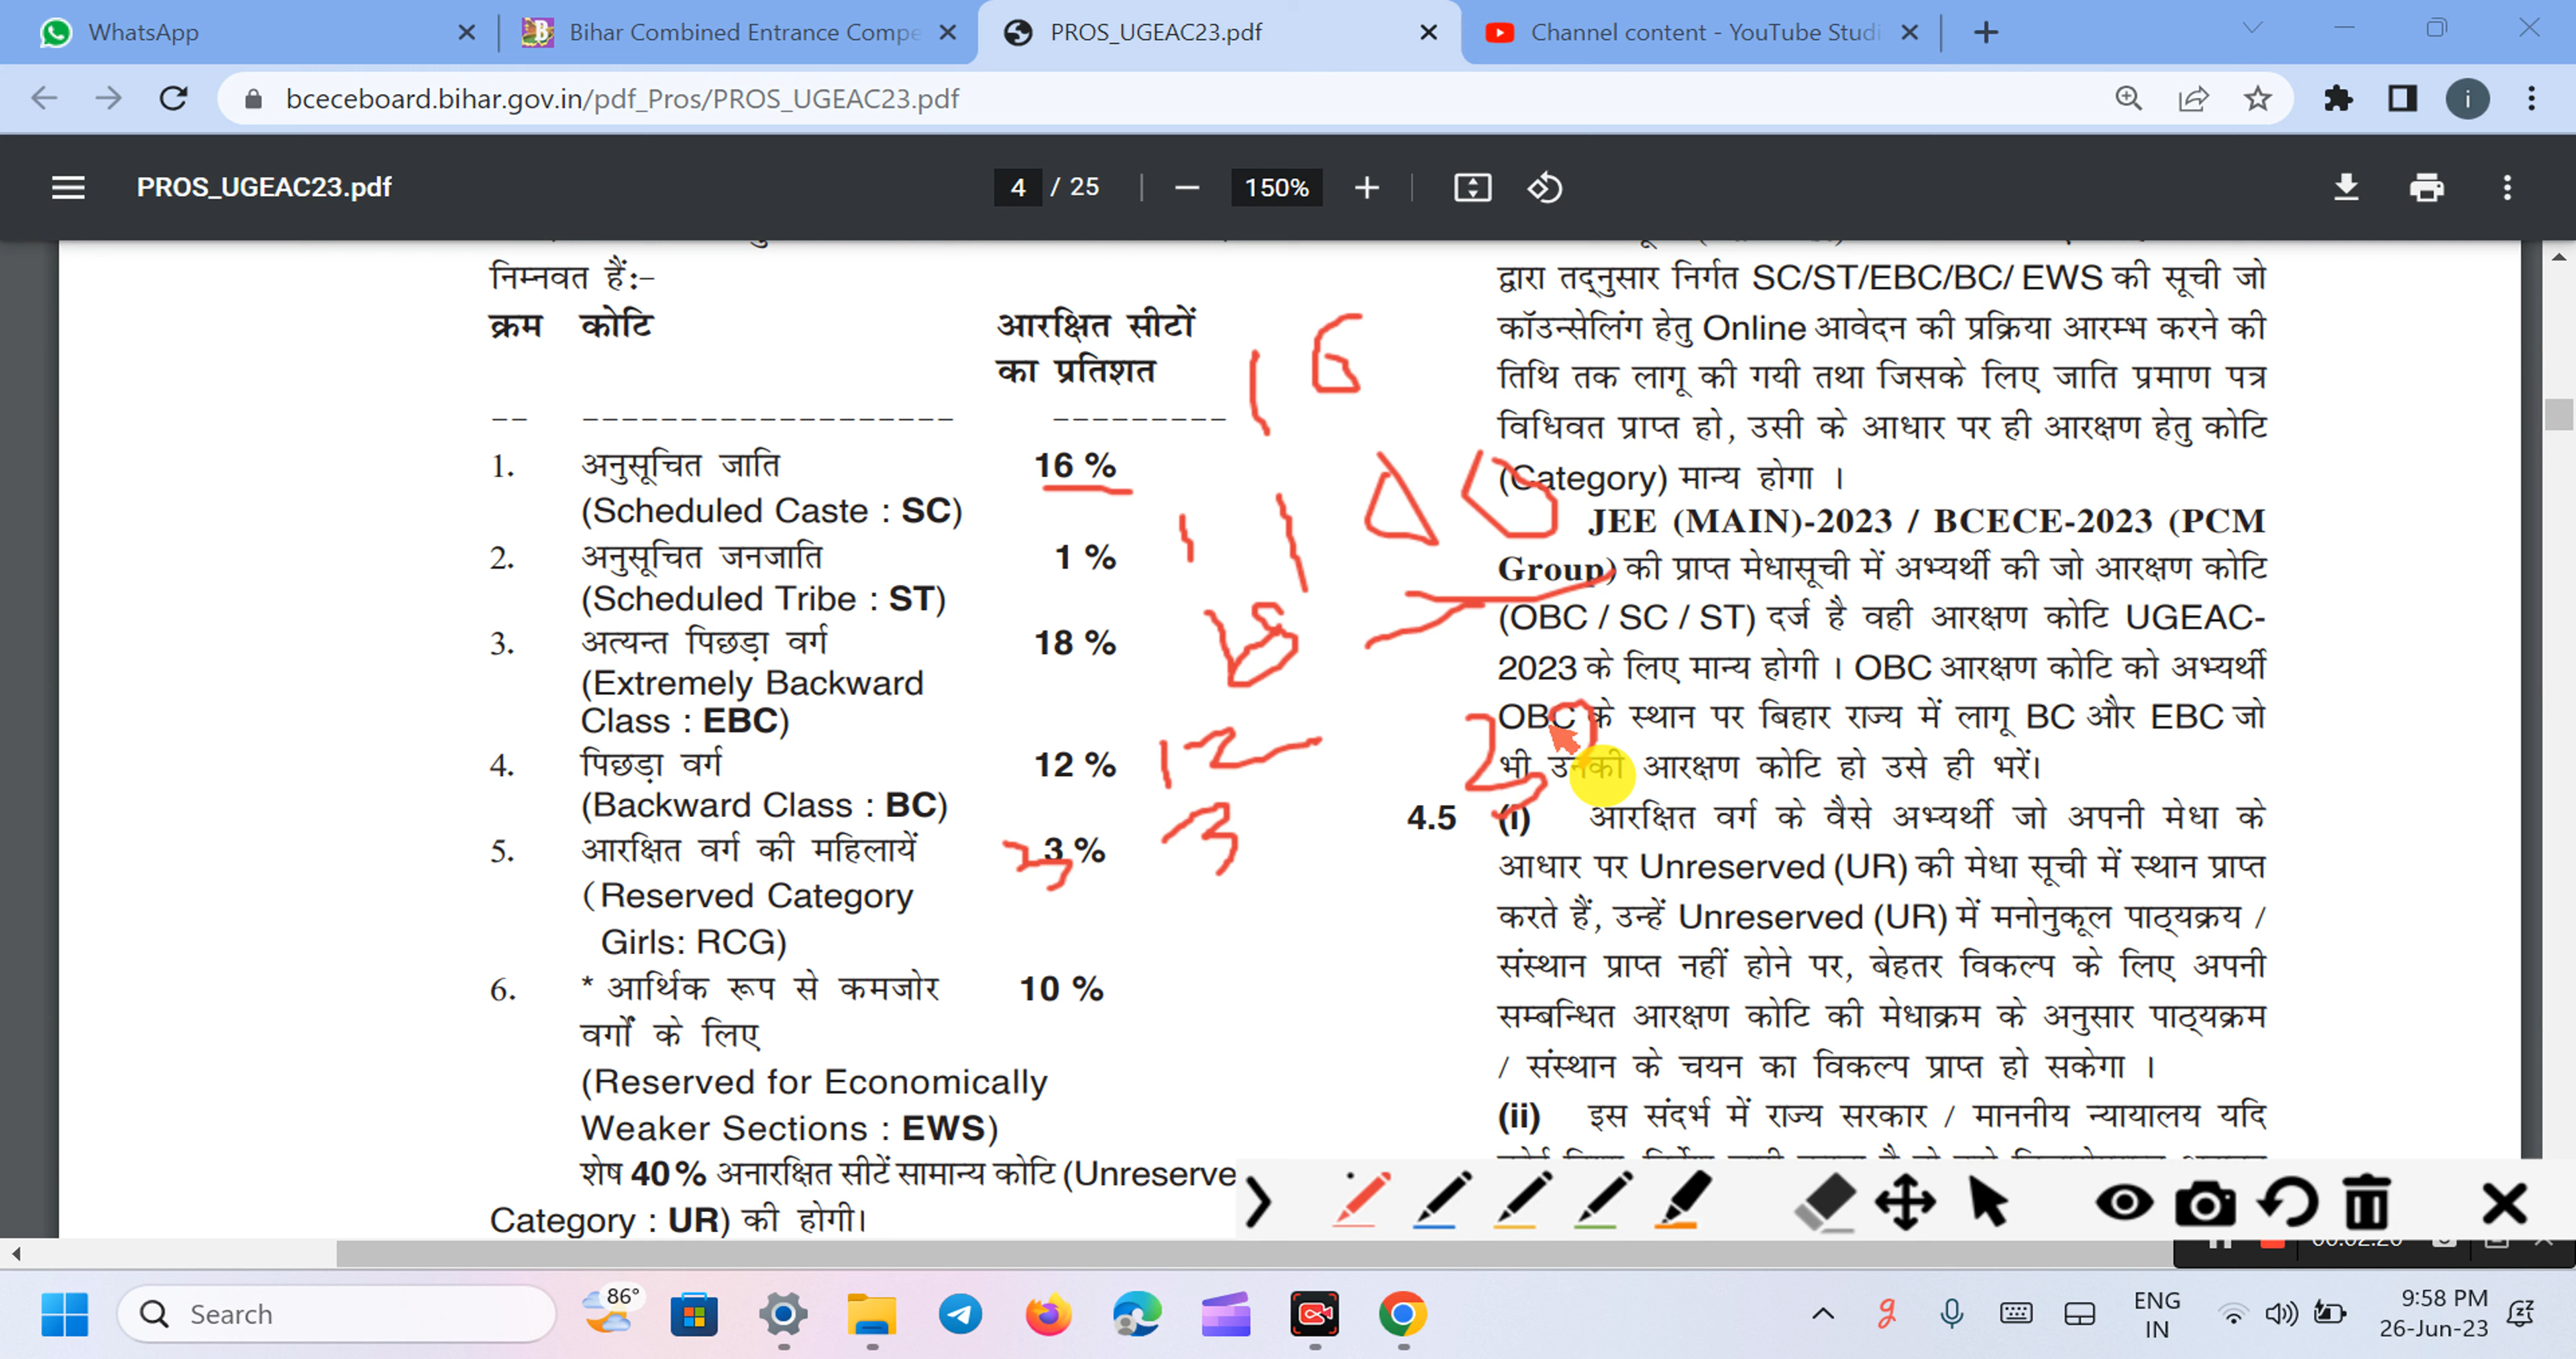 WhatsApp
Bihar Combined Entrance Compe
PROS_UGEAC23.pdf
Channel content - YouTube Studi
bceceboard.bihar.gov.in/pdf_Pros/PROS_UGEAC23.pdf
i
PROS_UGEAC23.pdf
4 / 25
150%
निम्नवत हैं:–
क्रम कोटि आरक्षित सीटों
का प्रतिशत
-- ------------------- ---------
1. अनुसूचित जाति 16 %
(Scheduled Caste : SC)
2. अनुसूचित जनजाति 1 %
(Scheduled Tribe : ST)
3. अत्यन्त पिछड़ा वर्ग 18 %
(Extremely Backward
Class : EBC)
4. पिछड़ा वर्ग 12 %
(Backward Class : BC)
5. आरक्षित वर्ग की महिलायें 3 %
(Reserved Category
Girls: RCG)
6. * आर्थिक रूप से कमजोर 10 %
वर्गों के लिए
(Reserved for Economically
Weaker Sections : EWS)
शेष 40% अनारक्षित सीटें सामान्य कोटि (Unreserve
Category : UR) की होगी।
16
1
12
3
द्वारा तद्नुसार निर्गत SC/ST/EBC/BC/ EWS की सूची जो
कॉउन्सेलिंग हेतु Online आवेदन की प्रक्रिया आरम्भ करने की
तिथि तक लागू की गयी तथा जिसके लिए जाति प्रमाण पत्र
विधिवत प्राप्त हो, उसी के आधार पर ही आरक्षण हेतु कोटि
(Category) मान्य होगा ।
JEE (MAIN)-2023 / BCECE-2023 (PCM
Group) की प्राप्त मेधासूची में अभ्यर्थी की जो आरक्षण कोटि
(OBC / SC / ST) दर्ज है वही आरक्षण कोटि UGEAC-
2023 के लिए मान्य होगी । OBC आरक्षण कोटि को अभ्यर्थी
OBC के स्थान पर बिहार राज्य में लागू BC और EBC जो
भी उनकी आरक्षण कोटि हो उसे ही भरें।
4.5 (i) आरक्षित वर्ग के वैसे अभ्यर्थी जो अपनी मेधा के
आधार पर Unreserved (UR) की मेधा सूची में स्थान प्राप्त
करते हैं, उन्हें Unreserved (UR) में मनोनुकूल पाठ्यक्रय /
संस्थान प्राप्त नहीं होने पर, बेहतर विकल्प के लिए अपनी
सम्बन्धित आरक्षण कोटि की मेधाक्रम के अनुसार पाठ्यक्रम
/ संस्थान के चयन का विकल्प प्राप्त हो सकेगा ।
(ii) इस संदर्भ में राज्य सरकार / माननीय न्यायालय यदि
Search
86°
ENG
IN
9:58 PM
26-Jun-23